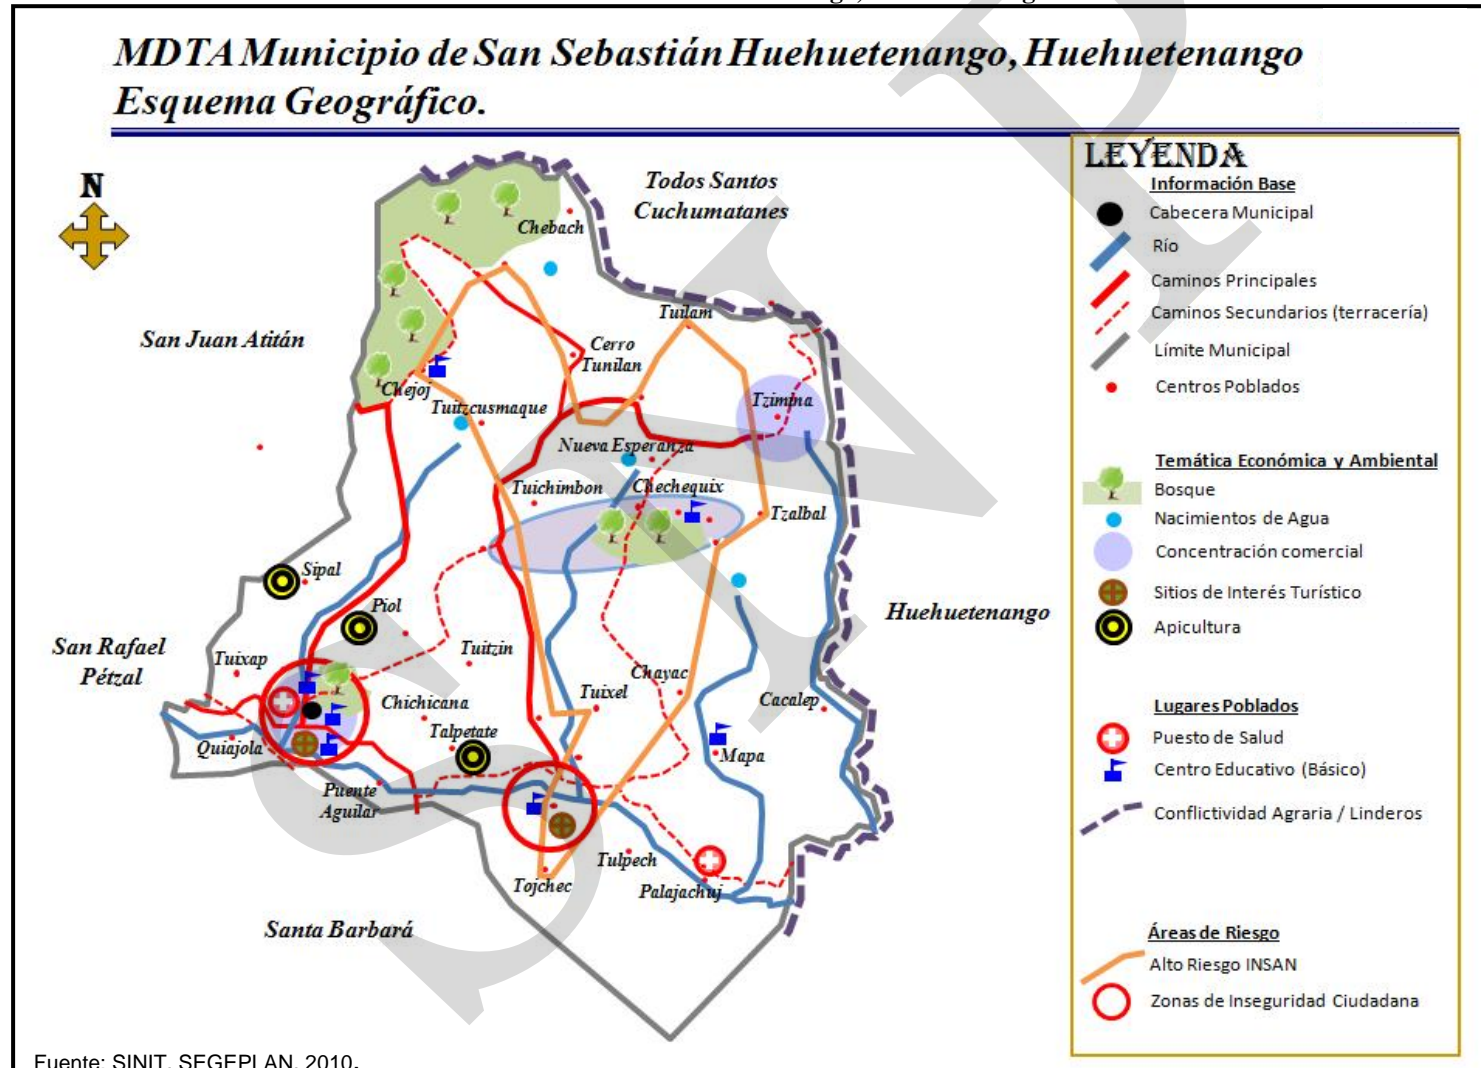 MDTA Municipio de San Sebastián Huehuetenango, Huehuetenango
Esquema Geográfico.
N
Todos Santos
Cuchumatanes
San Juan Atitán
San Rafael
Pétzal
Huehuetenango
Santa Barbará
Chebach
Tuilam
Cerro
Tunilan
Chejoj
Tuitzcusmaque
Tzimina
Nueva Esperanza
Tuichimbon
Chechequix
Tzalbal
Sipal
Piol
Tuixap
Tuitzin
Chayac
Chichicana
Tuixel
Cacalep
Quiajola
Talpetate
Mapa
Puente
Aguilar
Tulpech
Tojchec
Palajachuj
LEYENDA
Información Base
Cabecera Municipal
Río
Caminos Principales
Caminos Secundarios (terracería)
Límite Municipal
Centros Poblados
Temática Económica y Ambiental
Bosque
Nacimientos de Agua
Concentración comercial
Sitios de Interés Turístico
Apicultura
Lugares Poblados
Puesto de Salud
Centro Educativo (Básico)
Conflictividad Agraria / Linderos
Áreas de Riesgo
Alto Riesgo INSAN
Zonas de Inseguridad Ciudadana
Fuente: SINIT, SEGEPLAN, 2010.